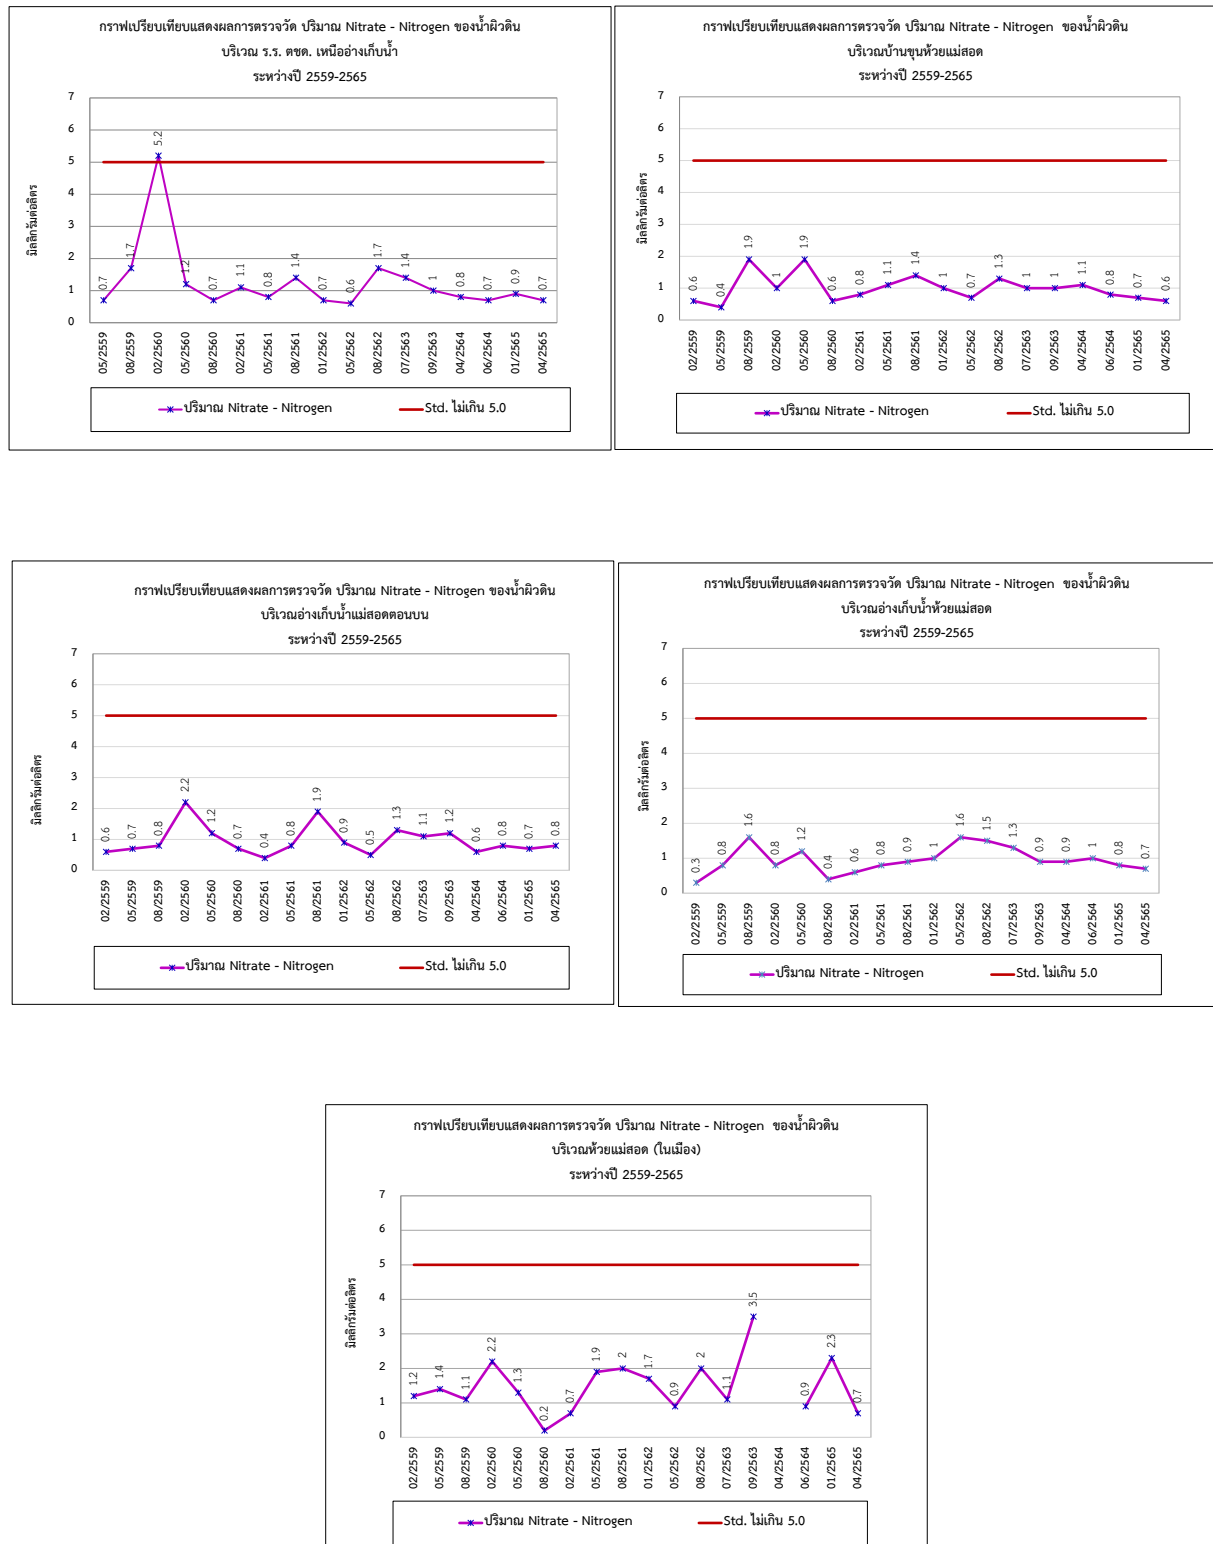 กราฟเปรียบเทียบแสดงผลการตรวจวัด ปริมาณ Nitrate - Nitrogen ของน้ำผิวดิน
บริเวณ ร.ร. ตชด. เหนืออ่างเก็บน้ำ
ระหว่างปี 2559-2565
มิลลิกรัมต่อลิตร
7
6
5
4
3
2
1
0
0.7 1.7 5.2 1.2 0.7 1.1 0.8 1.4 0.7 0.6 1.7 1.4 1 0.8 0.7 0.9 0.7
05/2559 08/2559 02/2560 05/2560 08/2560 02/2561 05/2561 08/2561 01/2562 05/2562 08/2562 07/2563 09/2563 04/2564 06/2564 01/2565 04/2565
ปริมาณ Nitrate - Nitrogen Std. ไม่เกิน 5.0
กราฟเปรียบเทียบแสดงผลการตรวจวัด ปริมาณ Nitrate - Nitrogen ของน้ำผิวดิน
บริเวณบ้านขุนห้วยแม่สอด
ระหว่างปี 2559-2565
มิลลิกรัมต่อลิตร
7
6
5
4
3
2
1
0
0.6 0.4 1.9 1 1.9 0.6 0.8 1.1 1.4 1 0.7 1.3 1 1 1.1 0.8 0.7 0.6
02/2559 05/2559 08/2559 02/2560 05/2560 08/2560 02/2561 05/2561 08/2561 01/2562 05/2562 08/2562 07/2563 09/2563 04/2564 06/2564 01/2565 04/2565
ปริมาณ Nitrate - Nitrogen Std. ไม่เกิน 5.0
กราฟเปรียบเทียบแสดงผลการตรวจวัด ปริมาณ Nitrate - Nitrogen ของน้ำผิวดิน
บริเวณอ่างเก็บน้ำแม่สอดตอนบน
ระหว่างปี 2559-2565
มิลลิกรัมต่อลิตร
7
6
5
4
3
2
1
0
0.6 0.7 0.8 2.2 1.2 0.7 0.4 0.8 1.9 0.9 0.5 1.3 1.1 1.2 0.6 0.8 0.7 0.8
02/2559 05/2559 08/2559 02/2560 05/2560 08/2560 02/2561 05/2561 08/2561 01/2562 05/2562 08/2562 07/2563 09/2563 04/2564 06/2564 01/2565 04/2565
ปริมาณ Nitrate - Nitrogen Std. ไม่เกิน 5.0
กราฟเปรียบเทียบแสดงผลการตรวจวัด ปริมาณ Nitrate - Nitrogen ของน้ำผิวดิน
บริเวณอ่างเก็บน้ำห้วยแม่สอด
ระหว่างปี 2559-2565
มิลลิกรัมต่อลิตร
7
6
5
4
3
2
1
0
0.3 0.8 1.6 0.8 1.2 0.4 0.6 0.8 0.9 1 1.6 1.5 1.3 0.9 0.9 1 0.8 0.7
02/2559 05/2559 08/2559 02/2560 05/2560 08/2560 02/2561 05/2561 08/2561 01/2562 05/2562 08/2562 07/2563 09/2563 04/2564 06/2564 01/2565 04/2565
ปริมาณ Nitrate - Nitrogen Std. ไม่เกิน 5.0
กราฟเปรียบเทียบแสดงผลการตรวจวัด ปริมาณ Nitrate - Nitrogen ของน้ำผิวดิน
บริเวณห้วยแม่สอด (ในเมือง)
ระหว่างปี 2559-2565
มิลลิกรัมต่อลิตร
7
6
5
4
3
2
1
0
1.2 1.4 1.1 2.2 1.3 0.2 0.7 1.9 2 1.7 0.9 2 1.1 3.5 0.9 2.3 0.7
02/2559 05/2559 08/2559 02/2560 05/2560 08/2560 02/2561 05/2561 08/2561 01/2562 05/2562 08/2562 07/2563 09/2563 04/2564 06/2564 01/2565 04/2565
ปริมาณ Nitrate - Nitrogen Std. ไม่เกิน 5.0